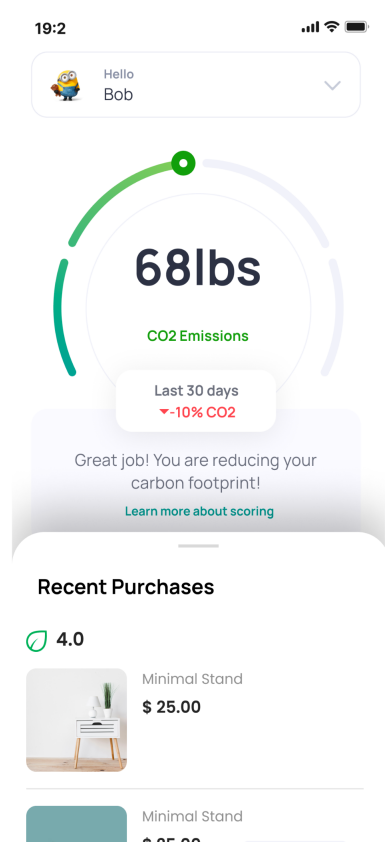 19:2
Hello
Bob
68lbs
CO2 Emissions
Last 30 days
-10% CO2
Great job! You are reducing your
carbon footprint!
Learn more about scoring
Recent Purchases
4.0
Minimal Stand
$ 25.00
Minimal Stand